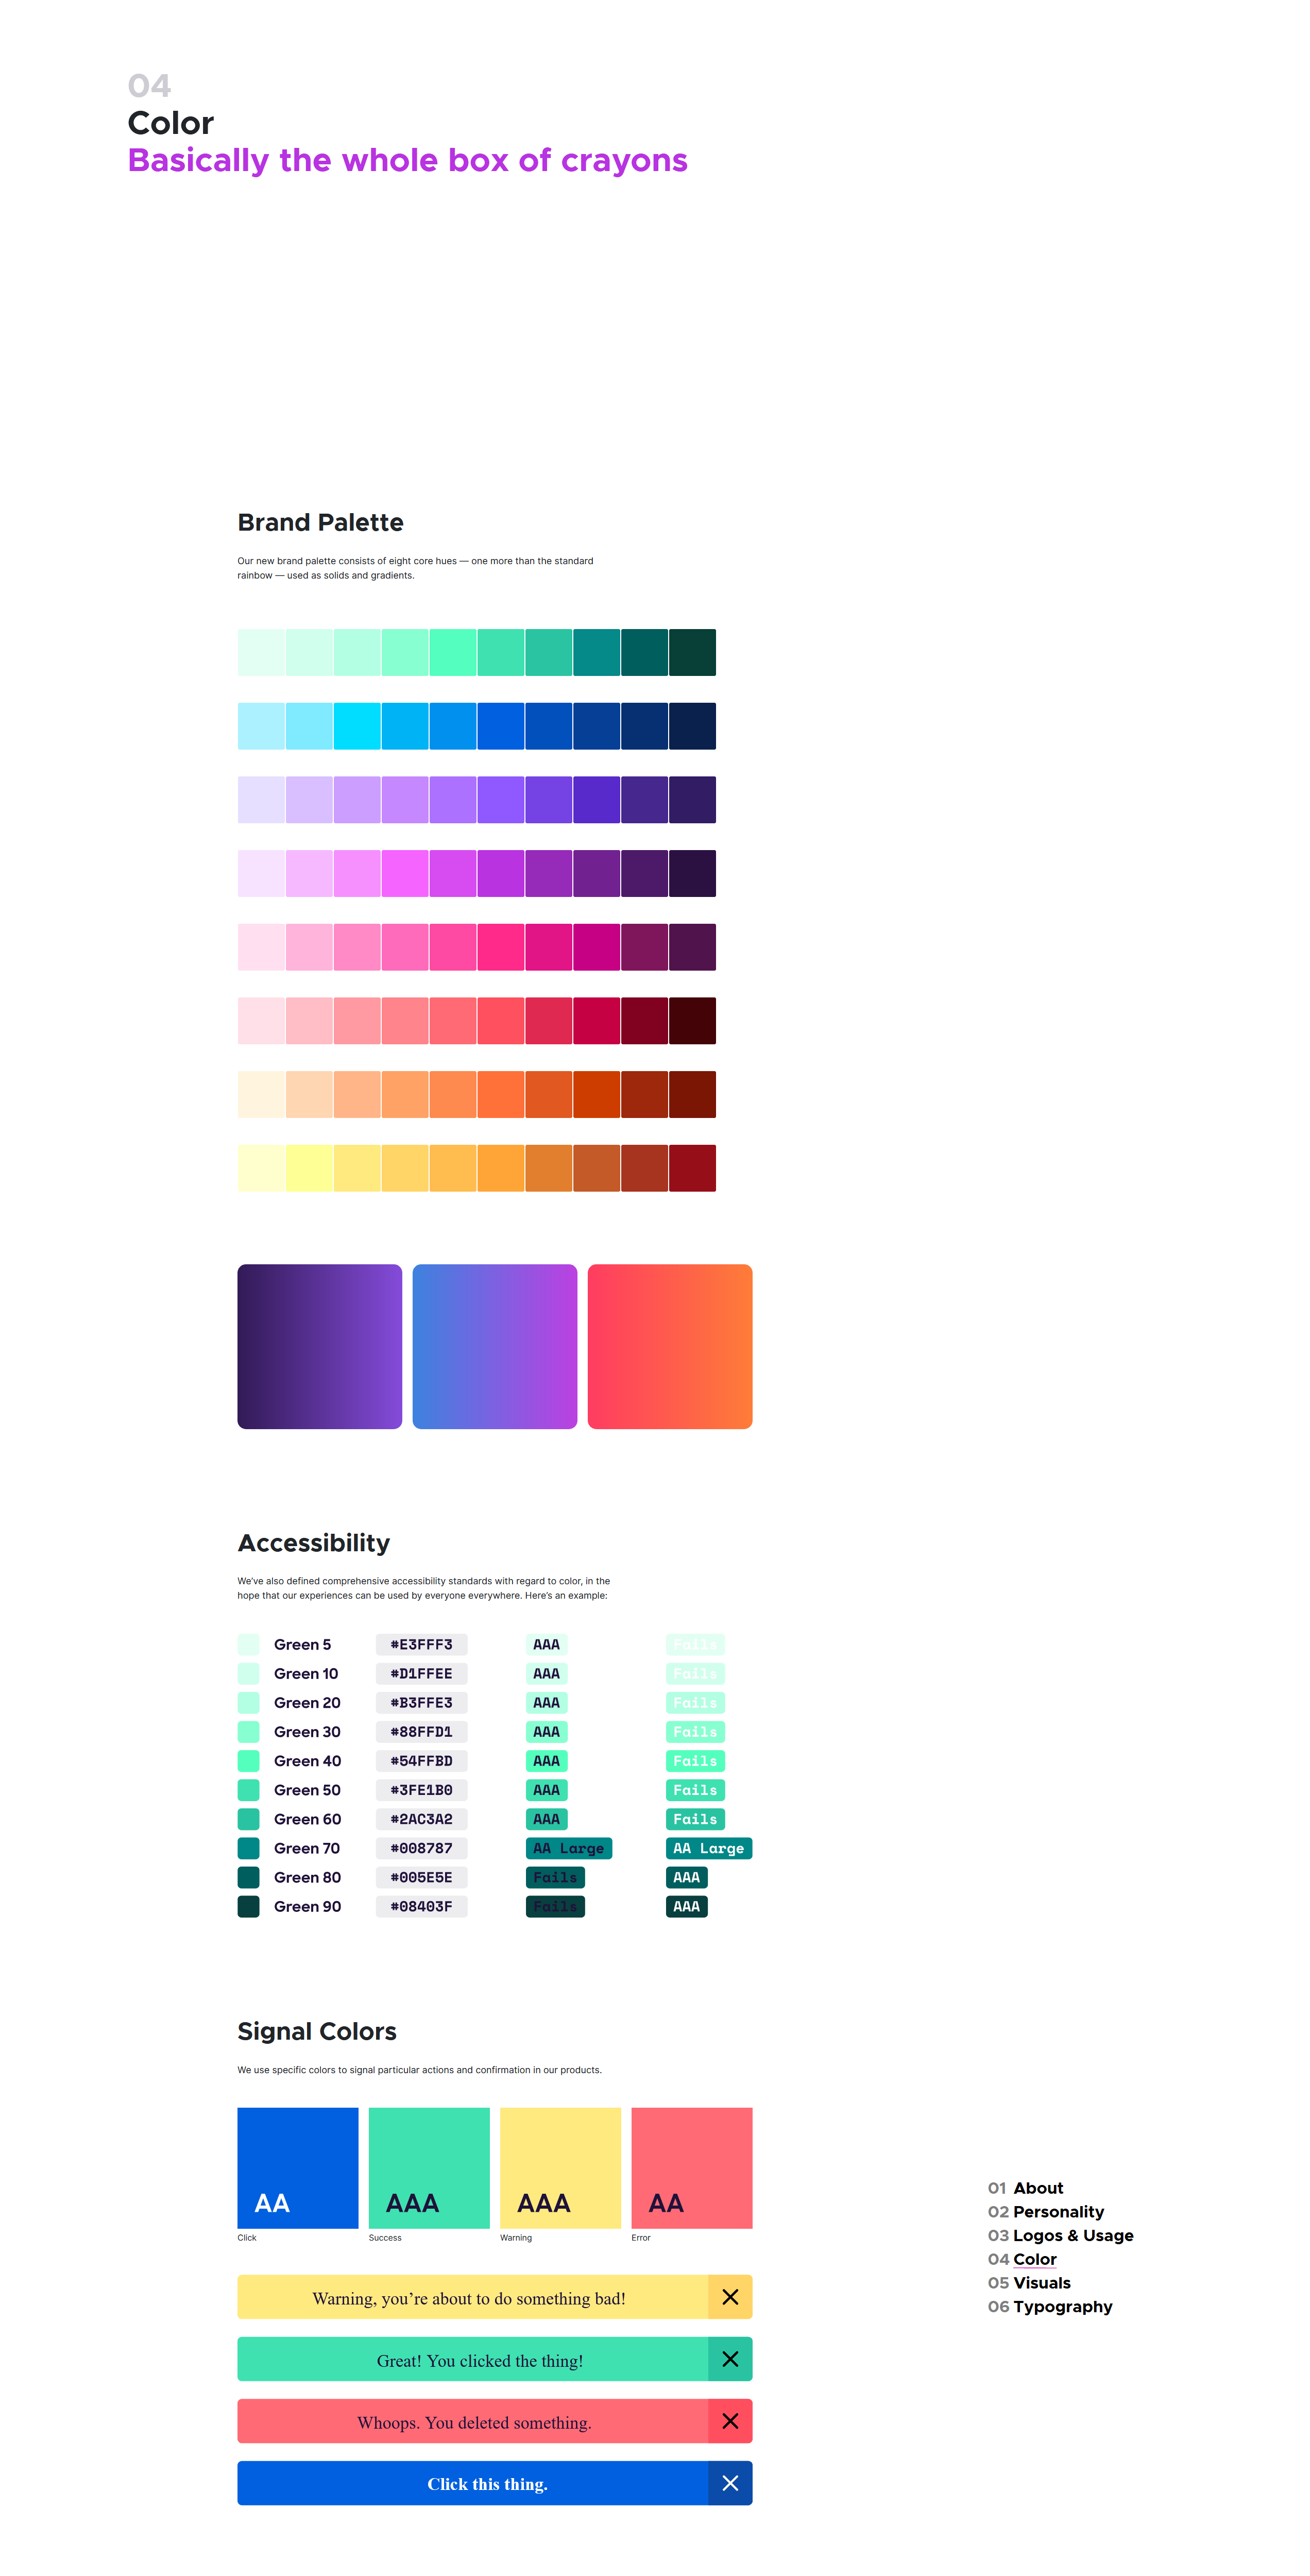 04
Color
Basically the whole box of crayons
Brand Palette
Our new brand palette consists of eight core hues — one more than the standard
rainbow — used as solids and gradients.
Accessibility
We’ve also defined comprehensive accessibility standards with regard to color, in the
hope that our experiences can be used by everyone everywhere. Here’s an example:
Green 5 #E3FFF3 AAA Fails
Green 10 #D1FFEE AAA Fails
Green 20 #B3FFE3 AAA Fails
Green 30 #88FFD1 AAA Fails
Green 40 #54FFBD AAA Fails
Green 50 #3FE1B0 AAA Fails
Green 60 #2AC3A2 AAA Fails
Green 70 #008787 AA Large AA Large
Green 80 #005E5E Fails AAA
Green 90 #08403F Fails AAA
Signal Colors
We use specific colors to signal particular actions and confirmation in our products.
AA AAA AAA AA
Click Success Warning Error
Warning, you’re about to do something bad!
Great! You clicked the thing!
Whoops. You deleted something.
Click this thing.
01 About
02 Personality
03 Logos & Usage
04 Color
05 Visuals
06 Typography